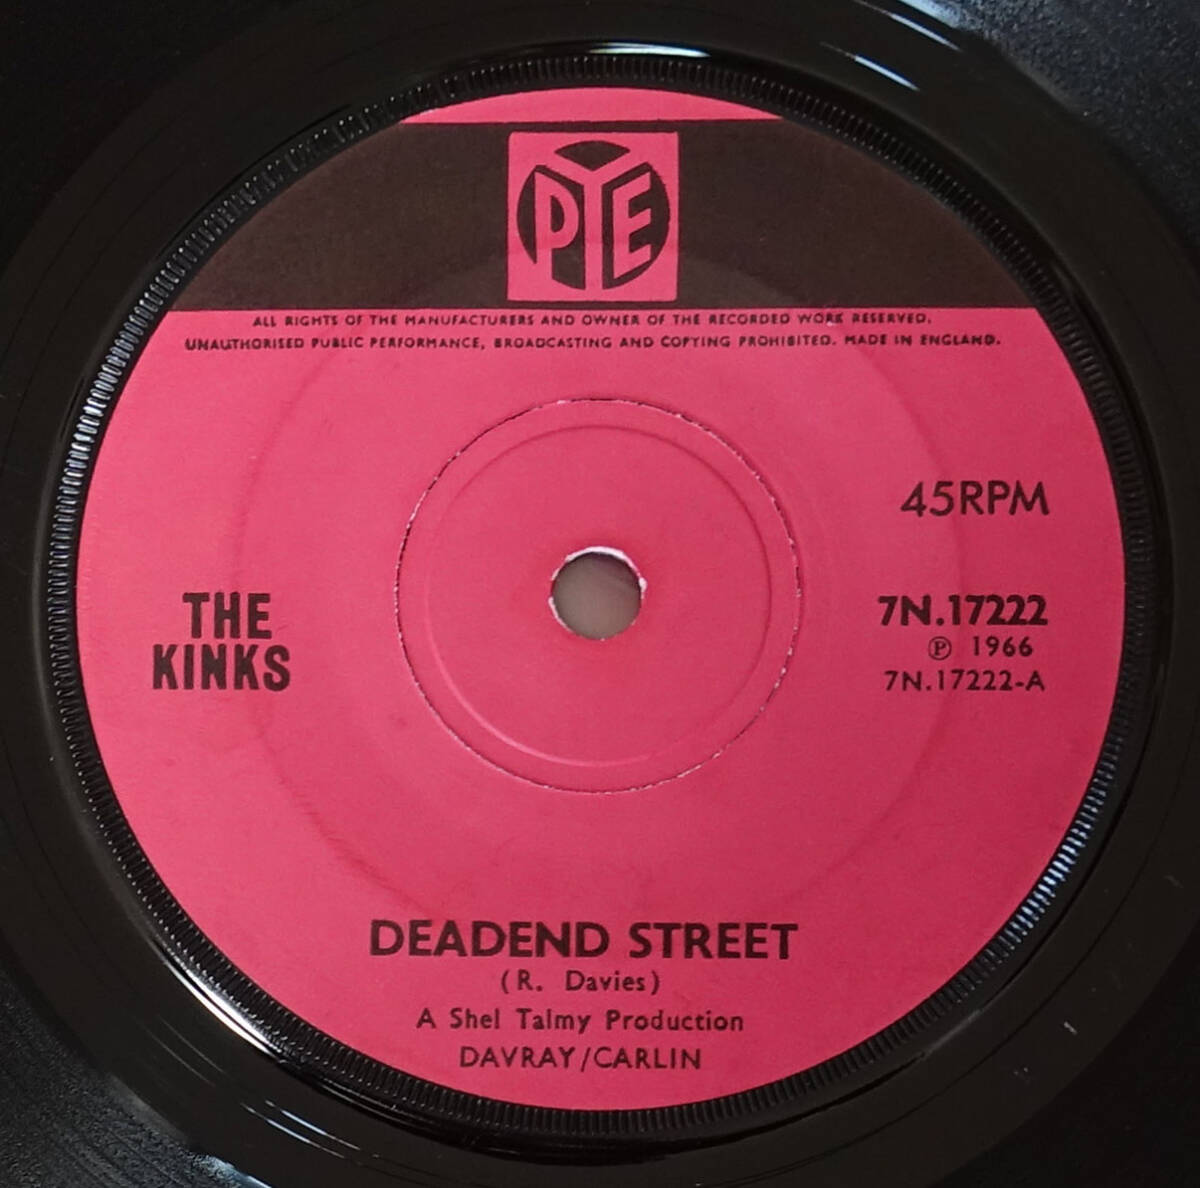 PYE
ALL RIGHTS OF THE MANUFACTURERS AND OWNER OF THE RECORDED WORK RESERVED.
UNAUTHORISED PUBLIC PERFORMANCE, BROADCASTING AND COPYING PROHIBITED. MADE IN ENGLAND.
45RPM
THE
KINKS
7N.17222
℗ 1966
7N.17222-A
DEADEND STREET
(R. Davies)
A Shel Talmy Production
DAVRAY/CARLIN